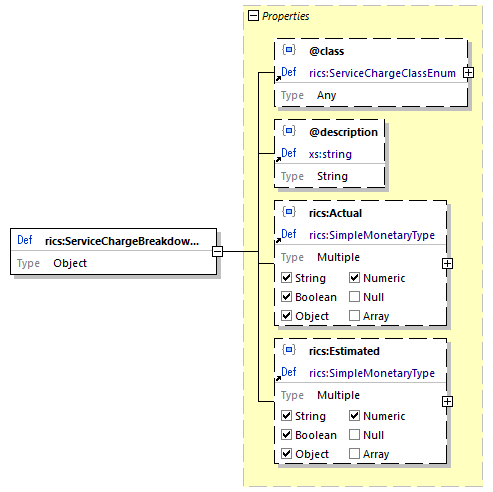 Properties
@class
Def rics:ServiceChargeClassEnum
Type Any
@description
Def xs:string
Type String
rics:Actual
Def rics:SimpleMonetaryType
Type Multiple
String Numeric
Boolean Null
Object Array
Def rics:ServiceChargeBreakdow...
Type Object
rics:Estimated
Def rics:SimpleMonetaryType
Type Multiple
String Numeric
Boolean Null
Object Array